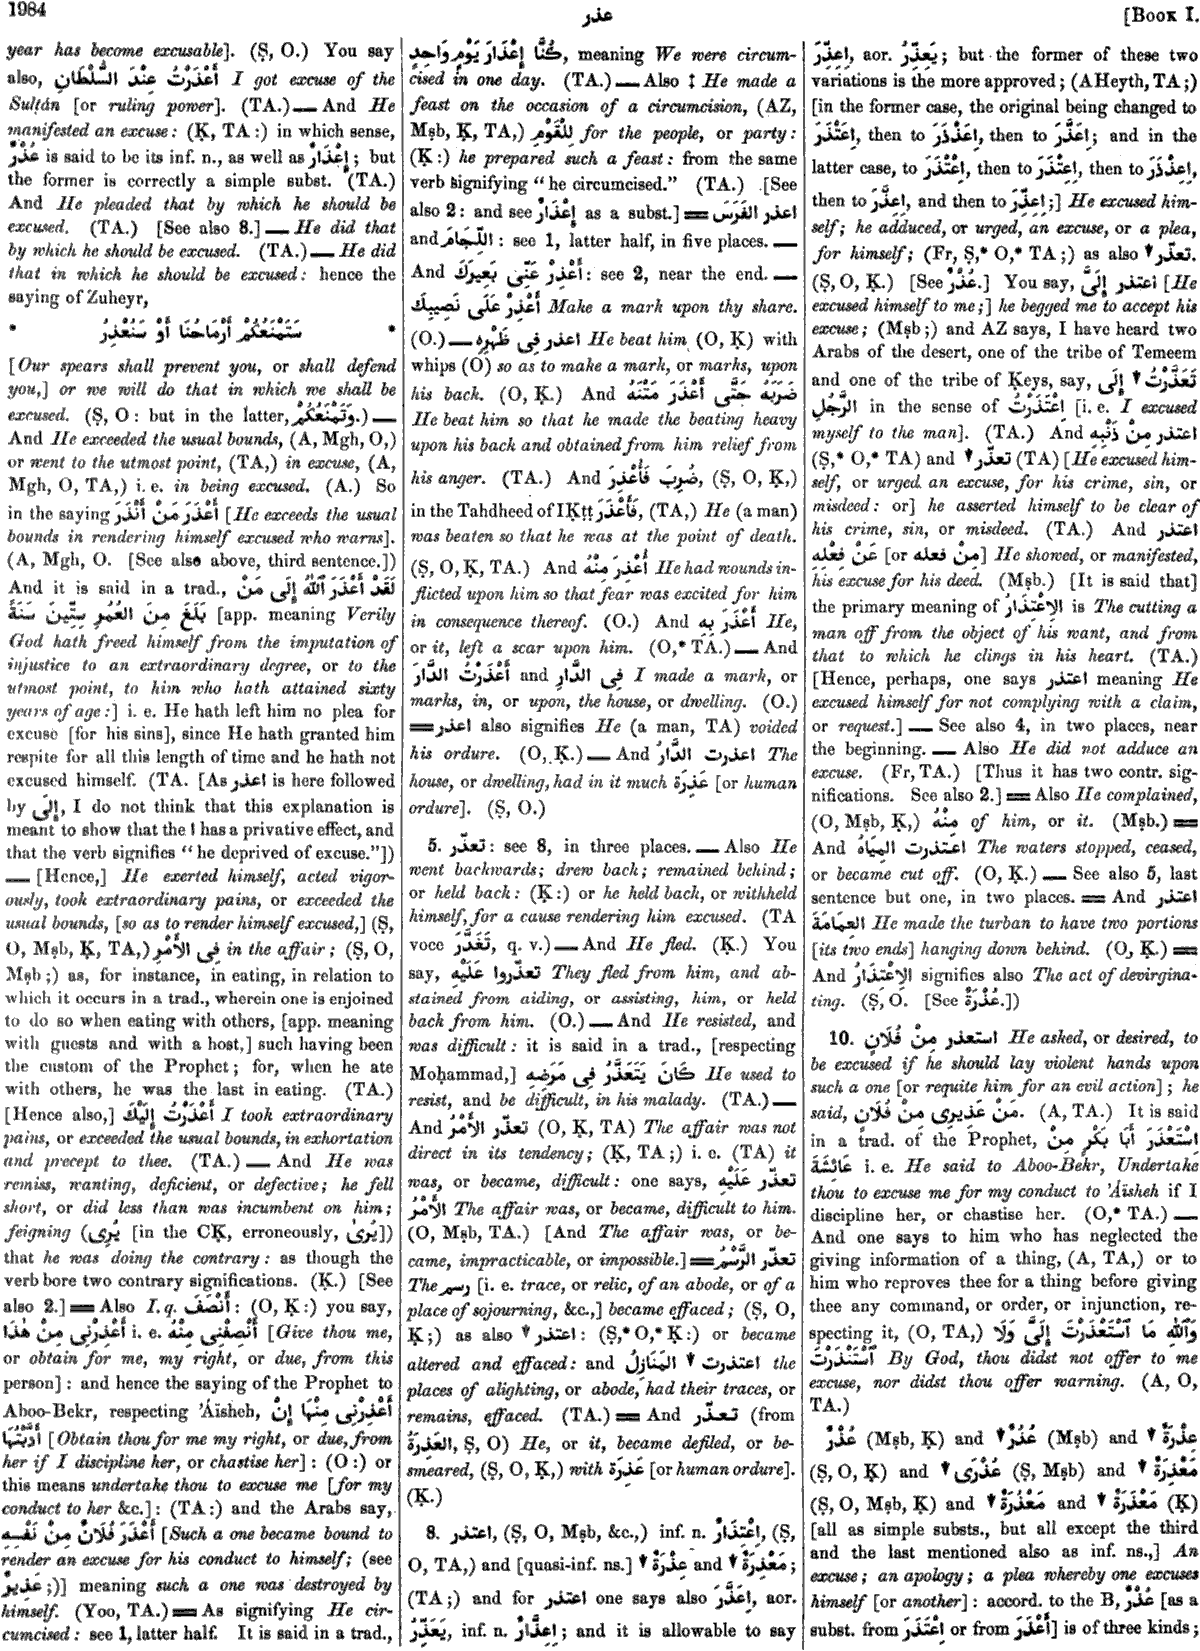 1984
عذر
[BOOK I.
year has become excusable]. (Ṣ, O.) You say
also, أَعْذَرْتُ عِنْدَ السُّلْطَانِ I got excuse of the
Sulṭán [or ruling power]. (TA.) — And He
manifested an excuse: (Ḳ, TA:) in which sense,
عُذْرٌ is said to be its inf. n., as well as إِعْذَارٌ; but
the former is correctly a simple subst. (TA.)
And He pleaded that by which he should be
excused. (TA.) [See also 8.] — He did that
by which he should be excused. (TA.) — He did
that in which he should be excused: hence the
saying of Zuheyr,
* سَتَمْنَعُكُمْ أَرْمَاحُنَا أَوْ سَنُعْذِرُ *
[Our spears shall prevent you, or shall defend
you,] or we will do that in which we shall be
excused. (Ṣ, O: but in the latter, وَتَمْنَعُكُمْ.) —
And He exceeded the usual bounds, (A, Mgh, O,)
or went to the utmost point, (TA,) in excuse, (A,
Mgh, O, TA,) i. e. in being excused. (A.) So
in the saying أَعْذَرَ مَنْ أَنْذَرَ [He exceeds the usual
bounds in rendering himself excused who warns].
(A, Mgh, O. [See also above, third sentence.])
And it is said in a trad., لَقَدْ أَعْذَرَ ٱللّٰهُ إِلَى مَنْ
بَلَغَ مِنَ العُمُرِ سِتِّينَ سَنَةً [app. meaning Verily
God hath freed himself from the imputation of
injustice to an extraordinary degree, or to the
utmost point, to him who hath attained sixty
years of age:] i. e. He hath left him no plea for
excuse [for his sins], since He hath granted him
respite for all this length of time and he hath not
excused himself. (TA. [As اعذر is here followed
by إِلَى, I do not think that this explanation is
meant to show that the ا has a privative effect, and
that the verb signifies “he deprived of excuse.”])
— [Hence,] He exerted himself, acted vigor-
ously, took extraordinary pains, or exceeded the
usual bounds, [so as to render himself excused,] (Ṣ,
O, Mṣb, Ḳ, TA,) فِى الأَمْرِ in the affair; (Ṣ, O,
Mṣb;) as, for instance, in eating, in relation to
which it occurs in a trad., wherein one is enjoined
to do so when eating with others, [app. meaning
with guests and with a host,] such having been
the custom of the Prophet; for, when he ate
with others, he was the last in eating. (TA.)
[Hence also,] أَعْذَرْتُ إِلَيْكَ I took extraordinary
pains, or exceeded the usual bounds, in exhortation
and precept to thee. (TA.) — And He was
remiss, wanting, deficient, or defective; he fell
short, or did less than was incumbent on him;
feigning (يُرِى [in the CḲ, erroneously, يُرىٰ])
that he was doing the contrary: as though the
verb bore two contrary significations. (Ḳ.) [See
also 2.] ═ Also I. q. أَنْصَفَ: (O, Ḳ:) you say,
أَعْذِرْنِى مِنْ هٰذَا i. e. أَنْصِفْنِى مِنْهُ [Give thou me,
or obtain for me, my right, or due, from this
person]: and hence the saying of the Prophet to
Aboo-Bekr, respecting ’Áïsheh, أَعْذِرْنِى مِنْهَا إِنْ
أَدَّبْتُهَا [Obtain thou for me my right, or due, from
her if I discipline her, or chastise her]: (O:) or
this means undertake thou to excuse me [for my
conduct to her &c.]: (TA:) and the Arabs say,
أَعْذَرَ فُلَانٌ مِنْ نَفْسِهِ [Such a one became bound to
render an excuse for his conduct to himself; (see
عَذِيرٌ;)] meaning such a one was destroyed by
himself. (Yoo, TA.) ═ As signifying He cir-
cumcised: see 1, latter half. It is said in a trad.,
كُنَّا إِعْذَارَ يَوْمٍ وَاحِدٍ, meaning We were circum-
cised in one day. (TA.) — Also ‡ He made a
feast on the occasion of a circumcision, (AZ,
Mṣb, Ḳ, TA,) لِلْقَوْمِ for the people, or party:
(Ḳ:) he prepared such a feast: from the same
verb signifying “he circumcised.” (TA.) [See
also 2: and see إِعْذَارٌ as a subst.] ═ اعذر الفَرَسَ
and اللِّجَامَ: see 1, latter half, in five places. —
And أَعْذِرْ عَنِّى بَعِيرَكَ: see 2, near the end. —
أَعْذِرْ عَلَى نَصِيبِكَ Make a mark upon thy share.
(O.) — اعذر فِى ظَهْرِهِ He beat him (O, Ḳ) with
whips (O) so as to make a mark, or marks, upon
his back. (O, Ḳ.) And ضَرَبَهُ حَتَّى أَعْذَرَ مَتْنَهُ
He beat him so that he made the beating heavy
upon his back and obtained from him relief from
his anger. (TA.) And ضُرِبَ فَأُعْذِرَ, (Ṣ, O, Ḳ,)
in the Tahdheed of IḲṭṭ فَأَعْذَرَ, (TA,) He (a man)
was beaten so that he was at the point of death.
(Ṣ, O, Ḳ, TA.) And أُعْذِرَ مِنْهُ He had wounds in-
flicted upon him so that fear was excited for him
in consequence thereof. (O.) And أَعْذَرَ بِهِ He,
or it, left a scar upon him. (O,* TA.) — And
أَعْذَرْتُ الدَّارَ and فِى الدَّارِ I made a mark, or
marks, in, or upon, the house, or dwelling. (O.)
═ اعذر also signifies He (a man, TA) voided
his ordure. (O, Ḳ.) — And اعذرت الدَّارُ The
house, or dwelling, had in it much عَذِرَة [or human
ordure]. (Ṣ, O.)
5. تعذّر: see 8, in three places. — Also He
went backwards; drew back; remained behind;
or held back: (Ḳ:) or he held back, or withheld
himself, for a cause rendering him excused. (TA
voce تَغَدَّرَ, q. v.) — And He fled. (Ḳ.) You
say, تعذّروا عَلَيْهِ They fled from him, and ab-
stained from aiding, or assisting, him, or held
back from him. (O.) — And He resisted, and
was difficult: it is said in a trad., [respecting
Moḥammad,] كَانَ يَتَعَذَّرُ فِى مَرَضِهِ He used to
resist, and be difficult, in his malady. (TA.) —
And تعذّر الأَمْرُ (O, Ḳ, TA) The affair was not
direct in its tendency; (Ḳ, TA;) i. e. (TA) it
was, or became, difficult: one says, تعذّر عَلَيْهِ
الأَمْرُ The affair was, or became, difficult to him.
(O, Mṣb, TA.) [And The affair was, or be-
came, impracticable, or impossible.] ═ تعذّر الرَّسْمُ
The رسم [i. e. trace, or relic, of an abode, or of a
place of sojourning, &c.,] became effaced; (Ṣ, O,
Ḳ;) as also ▼ اعتذر: (Ṣ,* O,* Ḳ:) or became
altered and effaced: and اعتذرت ▼ المَنَازِلُ the
places of alighting, or abode, had their traces, or
remains, effaced. (TA.) ═ And تعذّر (from
العَذِرَةُ, Ṣ, O) He, or it, became defiled, or be-
smeared, (Ṣ, O, Ḳ,) with عَذِرَة [or human ordure].
(Ḳ.)
8. اعتذر, (Ṣ, O, Mṣb, &c.,) inf. n. اِعْتِذَارٌ, (Ṣ,
O, TA,) and [quasi-inf. ns.] ▼ عِذْرَةٌ and ▼ مَعْذِرَةٌ;
(TA;) and for اعتذر one says also اِعَذَّرَ, aor.
يَعَذِّرُ, inf. n. اِعِذَّارٌ; and it is allowable to say
اِعِذَّرَ, aor. يَعِذِّرُ; but the former of these two
variations is the more approved; (AHeyth, TA;)
[in the former case, the original being changed to
اِعَتْذَرَ, then to اِعَذْذَرَ, then to اِعَذَّرَ; and in the
latter case, to اِعْتْذَرَ, then to اِعِتْذَرَ, then to اِعِذْذَرَ,
then to اِعِذَّرَ, and then to اِعِذِّرَ;] He excused him-
self; he adduced, or urged, an excuse, or a plea,
for himself; (Fr, Ṣ,* O,* TA;) as also ▼ تعذّر.
(Ṣ, O, Ḳ.) [See عُذْرٌ.] You say, اعتذر إِلَىَّ [He
excused himself to me;] he begged me to accept his
excuse; (Mṣb;) and AZ says, I have heard two
Arabs of the desert, one of the tribe of Temeem
and one of the tribe of Ḳeys, say, تَعَذَّرْتُ ▼ إِلَى
الرَّجُلِ in the sense of اِعْتَذَرْتُ [i. e. I excused
myself to the man]. (TA.) And اعتذر مِنْ ذَنْبِهِ
(Ṣ,* O,* TA) and ▼ تعذّر (TA) [He excused him-
self, or urged an excuse, for his crime, sin, or
misdeed: or] he asserted himself to be clear of
his crime, sin, or misdeed. (TA.) And اعتذر
عَنْ فِعْلِهِ [or مِنْ فعله] He showed, or manifested,
his excuse for his deed. (Mṣb.) [It is said that]
the primary meaning of الاِعْتِذَارُ is The cutting a
man off from the object of his want, and from
that to which he clings in his heart. (TA.)
[Hence, perhaps, one says اعتذر meaning He
excused himself for not complying with a claim,
or request.] — See also 4, in two places, near
the beginning. — Also He did not adduce an
excuse. (Fr, TA.) [Thus it has two contr. sig-
nifications. See also 2.] ═ Also He complained,
(O, Mṣb, Ḳ,) مِنْهُ of him, or it. (Mṣb.) ═
And اعتذرت المِيَاهُ The waters stopped, ceased,
or became cut off. (O, Ḳ.) — See also 5, last
sentence but one, in two places. ═ And اعتذر
العِمَامَةَ He made the turban to have two portions
[its two ends] hanging down behind. (O, Ḳ.) ═
And الاِعْتِذَارُ signifies also The act of devirgina-
ting. (Ṣ, O. [See عُذْرَةٌ.])
10. استعذر مِنْ فُلَانٍ He asked, or desired, to
be excused if he should lay violent hands upon
such a one [or requite him for an evil action]; he
said, مَنْ عَذِيرِى مِنْ فُلَانٍ. (A, TA.) It is said
in a trad. of the Prophet, اِسْتَعْذَرَ أَبَا بَكْرٍ مِنْ
عَائِشَةَ i. e. He said to Aboo-Bekr, Undertake
thou to excuse me for my conduct to ’Áïsheh if I
discipline her, or chastise her. (O,* TA.) —
And one says to him who has neglected the
giving information of a thing, (A, TA,) or to
him who reproves thee for a thing before giving
thee any command, or order, or injunction, re-
specting it, (O, TA,) وَٱللّٰهِ مَا ٱسْتَعْذَرْتَ إِلَىَّ وَلَا
ٱسْتَنْذَرْتَ By God, thou didst not offer to me
excuse, nor didst thou offer warning. (A, O,
TA.)
عُذْرٌ (Mṣb, Ḳ) and ▼ عُذُرٌ (Mṣb) and ▼ عِذْرَةٌ
(Ṣ, O, Ḳ) and ▼ عُذْرَى (Ṣ, Mṣb) and ▼ مَعْذِرَةٌ
(Ṣ, O, Mṣb, Ḳ) and ▼ مَعْذُرَةٌ and ▼ مَعْذَرَةٌ (Ḳ)
[all as simple substs., but all except the third
and the last mentioned also as inf. ns.,] An
excuse; an apology; a plea whereby one excuses
himself [or another]: accord. to the B, عُذْرٌ [as a
subst. from اِعْتَذَرَ or from أَعْذَرَ] is of three kinds;